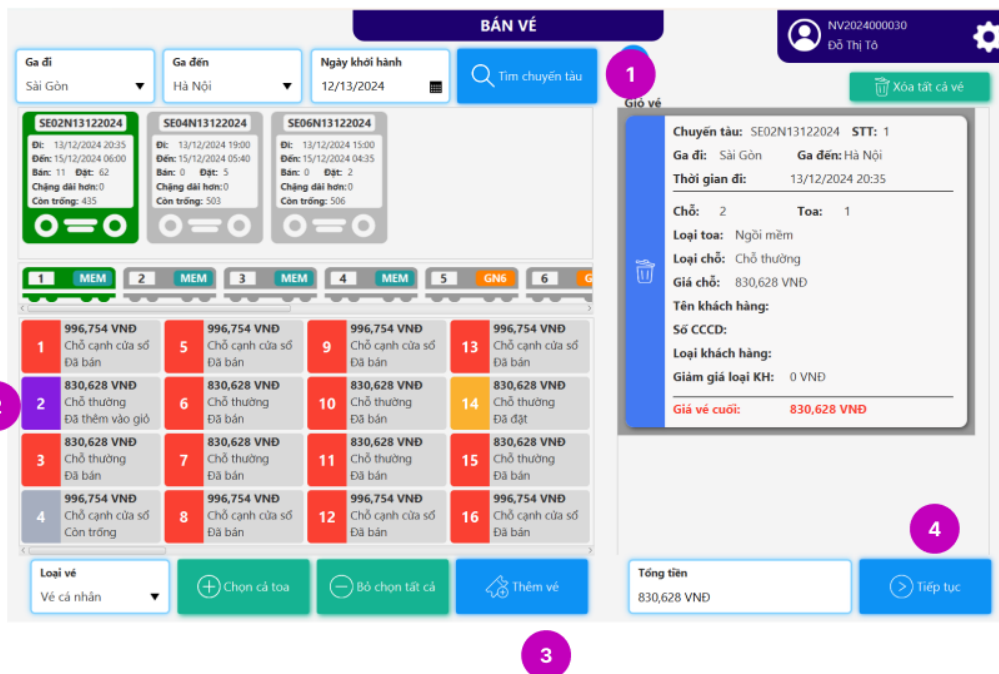 BÁN VÉ
NV2024000030
Đỗ Thị Tô
Ga đi
Sài Gòn
Ga đến
Hà Nội
Ngày khởi hành
12/13/2024
Tìm chuyến tàu
1
Giỏ vé
Xóa tất cả vé
SE02N13122024
Đi: 13/12/2024 20:35
Đến: 15/12/2024 06:00
Bán: 11 Đặt: 62
Chặng dài hơn:0
Còn trống: 435
SE04N13122024
Đi: 13/12/2024 19:00
Đến: 15/12/2024 05:40
Bán: 0 Đặt: 5
Chặng dài hơn:0
Còn trống: 503
SE06N13122024
Đi: 13/12/2024 15:00
Đến: 15/12/2024 04:35
Bán: 0 Đặt: 2
Chặng dài hơn:0
Còn trống: 506
1 MEM 2 MEM 3 MEM 4 MEM 5 GN6 6 G
1 996,754 VNĐ Chỗ cạnh cửa sổ Đã bán
5 996,754 VNĐ Chỗ cạnh cửa sổ Đã bán
9 996,754 VNĐ Chỗ cạnh cửa sổ Đã bán
13 996,754 VNĐ Chỗ cạnh cửa sổ Đã bán
2
2 830,628 VNĐ Chỗ thường Đã thêm vào giỏ
6 830,628 VNĐ Chỗ thường Đã bán
10 830,628 VNĐ Chỗ thường Đã bán
14 830,628 VNĐ Chỗ thường Đã đặt
3 830,628 VNĐ Chỗ thường Đã bán
7 830,628 VNĐ Chỗ thường Đã bán
11 830,628 VNĐ Chỗ thường Đã bán
15 830,628 VNĐ Chỗ thường Đã bán
4 996,754 VNĐ Chỗ cạnh cửa sổ Còn trống
8 996,754 VNĐ Chỗ cạnh cửa sổ Đã bán
12 996,754 VNĐ Chỗ cạnh cửa sổ Đã bán
16 996,754 VNĐ Chỗ cạnh cửa sổ Đã bán
Chuyến tàu: SE02N13122024 STT: 1
Ga đi: Sài Gòn Ga đến: Hà Nội
Thời gian đi: 13/12/2024 20:35
Chỗ: 2 Toa: 1
Loại toa: Ngồi mềm
Loại chỗ: Chỗ thường
Giá chỗ: 830,628 VNĐ
Tên khách hàng:
Số CCCD:
Loại khách hàng:
Giảm giá loại KH: 0 VNĐ
Giá vé cuối: 830,628 VNĐ
4
Loại vé
Vé cá nhân
Chọn cả toa
Bỏ chọn tất cả
Thêm vé
Tổng tiền
830,628 VNĐ
Tiếp tục
3